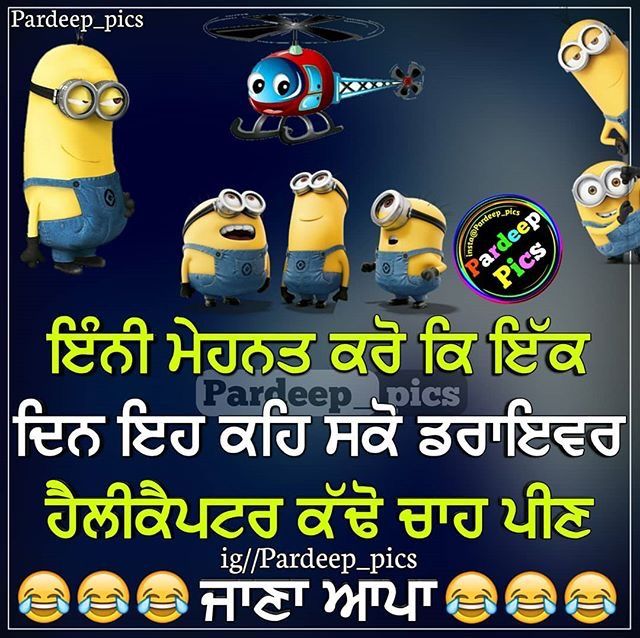 Pardeep_pics
insta@Pardeep_pics
Pardeep
Pics
ਇੰਨੀ ਮੇਹਨਤ ਕਰੋ ਕਿ ਇੱਕ
Pardeep_pics
ਦਿਨ ਇਹ ਕਹਿ ਸਕੋ ਡਰਾਇਵਰ
ਹੈਲੀਕੈਪਟਰ ਕੱਢੋ ਚਾਹ ਪੀਣ
ig//Pardeep_pics
😂😂😂 ਜਾਣਾ ਆਪਾ 😂😂😂